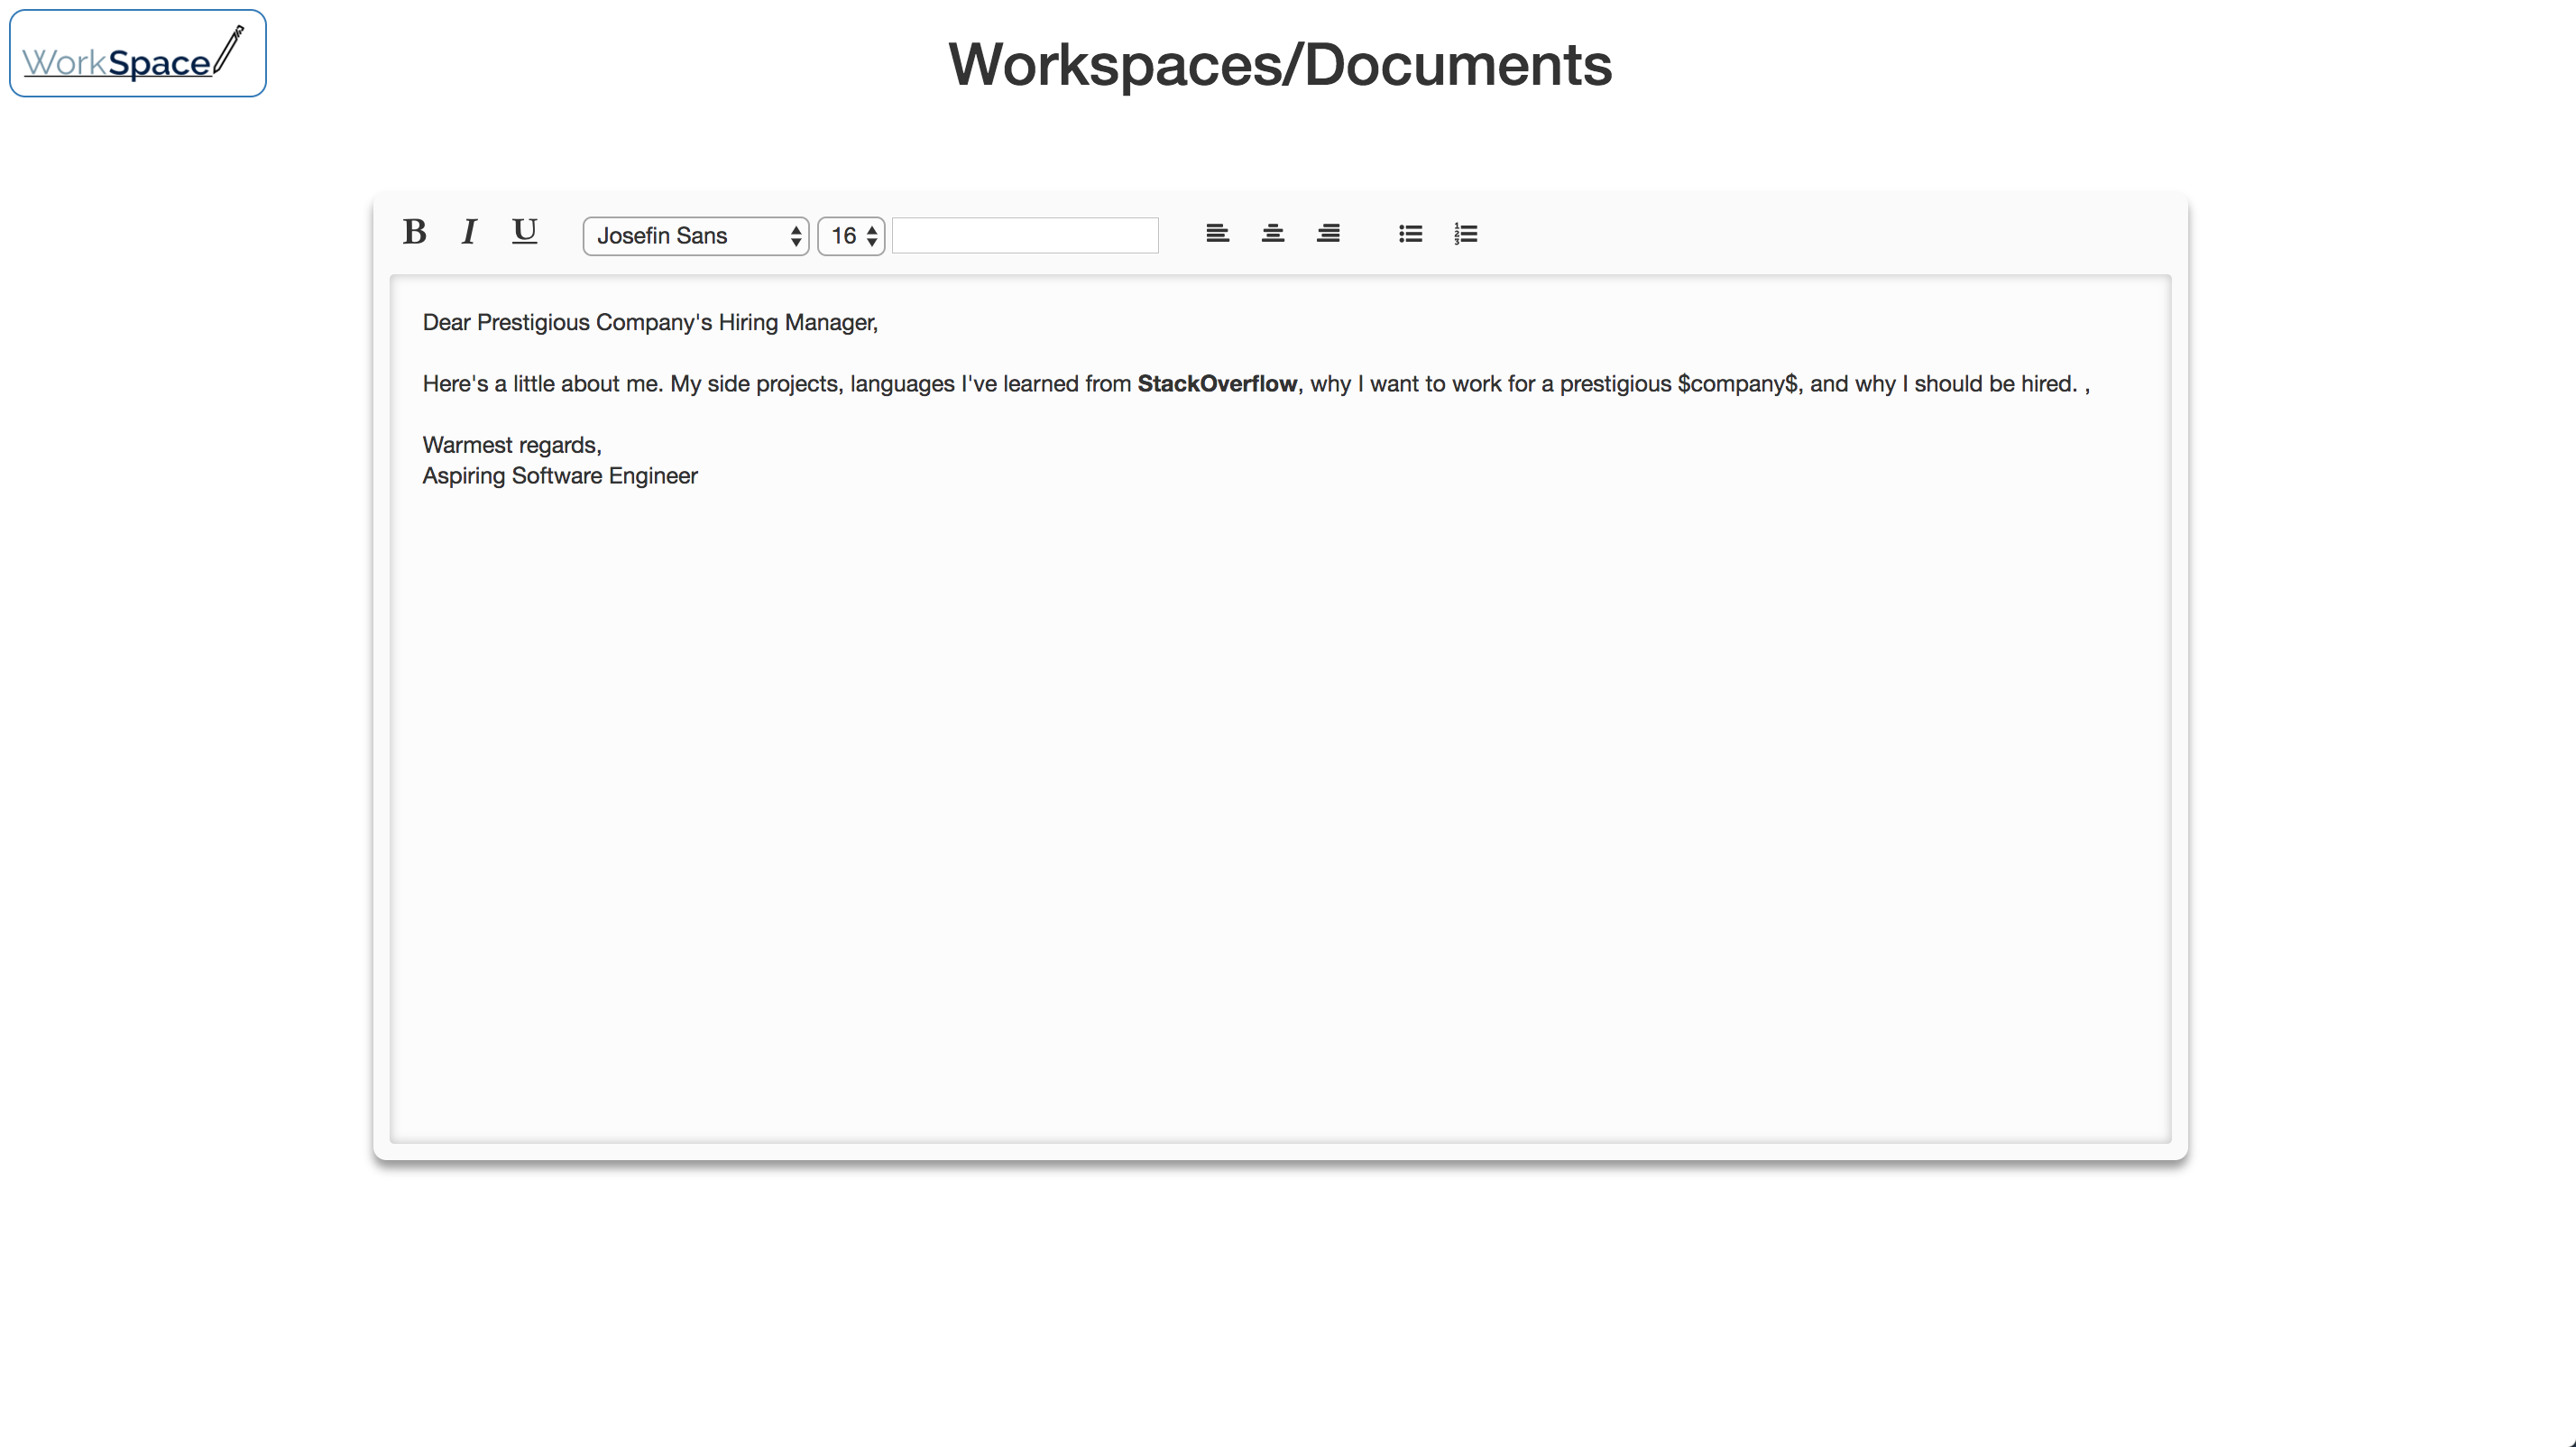 WorkSpace
Workspaces/Documents
B I U Josefin Sans 16
Dear Prestigious Company's Hiring Manager,
Here's a little about me. My side projects, languages I've learned from StackOverflow, why I want to work for a prestigious $company$, and why I should be hired. ,
Warmest regards,
Aspiring Software Engineer